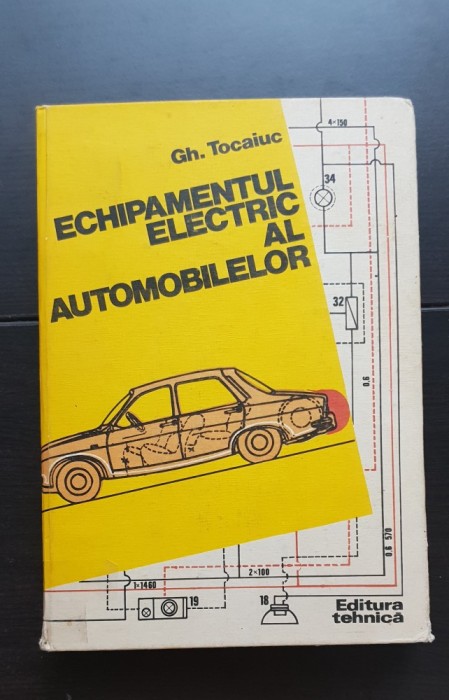 4×150
Gh. Tocaiuc
34
ECHIPAMENTUL
ELECTRIC
AL
AUTOMOBILELOR
32
0,6
0,6 570
2×100
1×1460
19
18
Editura
tehnică